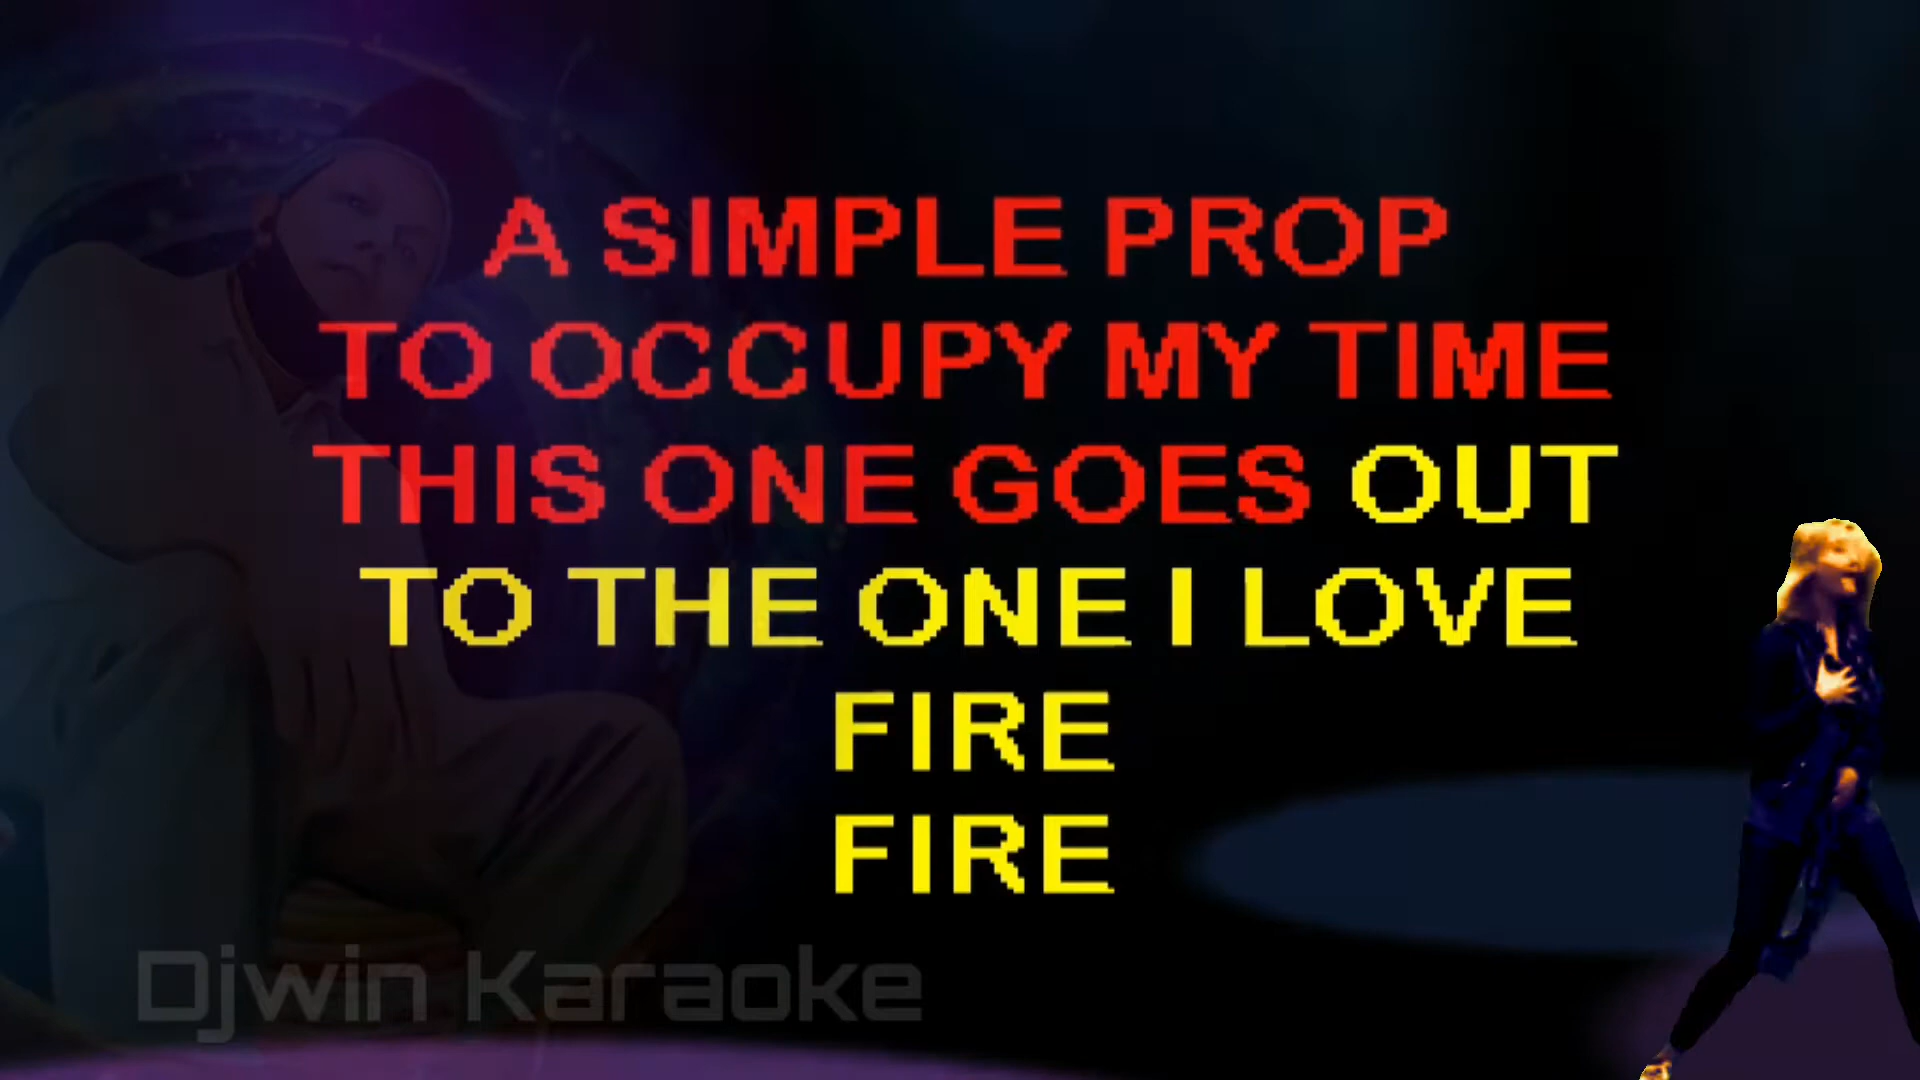 A SIMPLE PROP
TO OCCUPY MY TIME
THIS ONE GOES OUT
TO THE ONE I LOVE
FIRE
FIRE
Djwin Karaoke